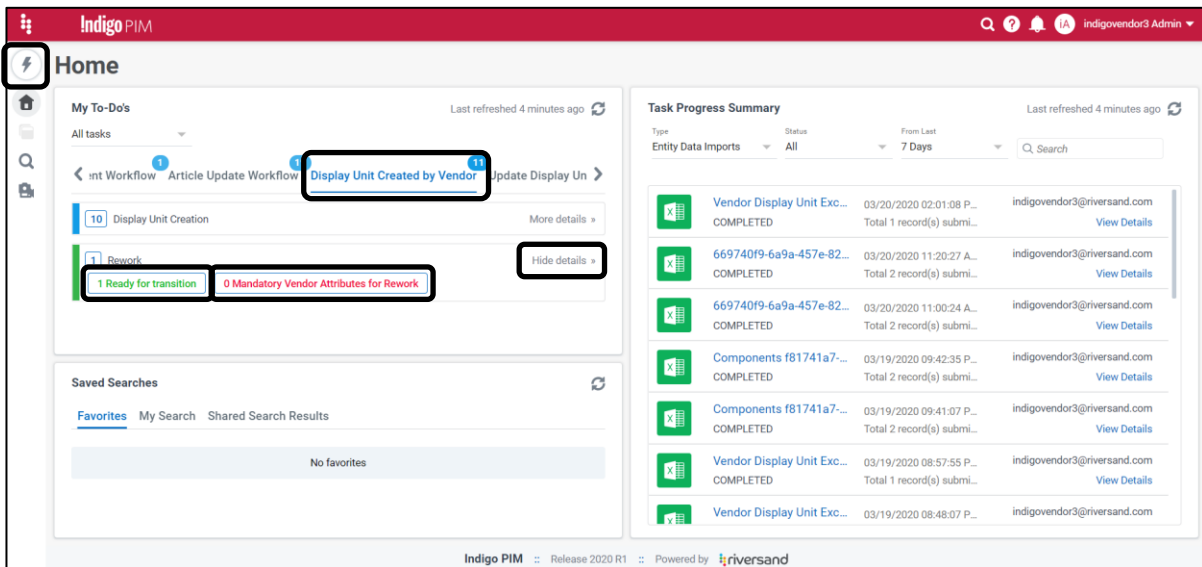 !ndigo PIM
IA indigovendor3 Admin
Home
My To-Do's
Last refreshed 4 minutes ago
All tasks
nt Workflow
1
Article Update Workflow
Display Unit Created by Vendor
11
Update Display Un
10 Display Unit Creation
More details »
1 Rework
Hide details »
1 Ready for transition
0 Mandatory Vendor Attributes for Rework
Saved Searches
Favorites My Search Shared Search Results
No favorites
Task Progress Summary
Last refreshed 4 minutes ago
Type
Entity Data Imports
Status
All
From Last
7 Days
Search
Vendor Display Unit Exc... 03/20/2020 02:01:08 P... indigovendor3@riversand.com
COMPLETED Total 1 record(s) submi... View Details
669740f9-6a9a-457e-82... 03/20/2020 11:20:27 A... indigovendor3@riversand.com
COMPLETED Total 2 record(s) submi... View Details
669740f9-6a9a-457e-82... 03/20/2020 11:00:24 A... indigovendor3@riversand.com
COMPLETED Total 2 record(s) submi... View Details
Components f81741a7-... 03/19/2020 09:42:35 P... indigovendor3@riversand.com
COMPLETED Total 2 record(s) submi... View Details
Components f81741a7-... 03/19/2020 09:41:07 P... indigovendor3@riversand.com
COMPLETED Total 2 record(s) submi... View Details
Vendor Display Unit Exc... 03/19/2020 08:57:55 P... indigovendor3@riversand.com
COMPLETED Total 1 record(s) submi... View Details
Vendor Display Unit Exc... 03/19/2020 08:48:07 P... indigovendor3@riversand.com
Indigo PIM :: Release 2020 R1 :: Powered by riversand